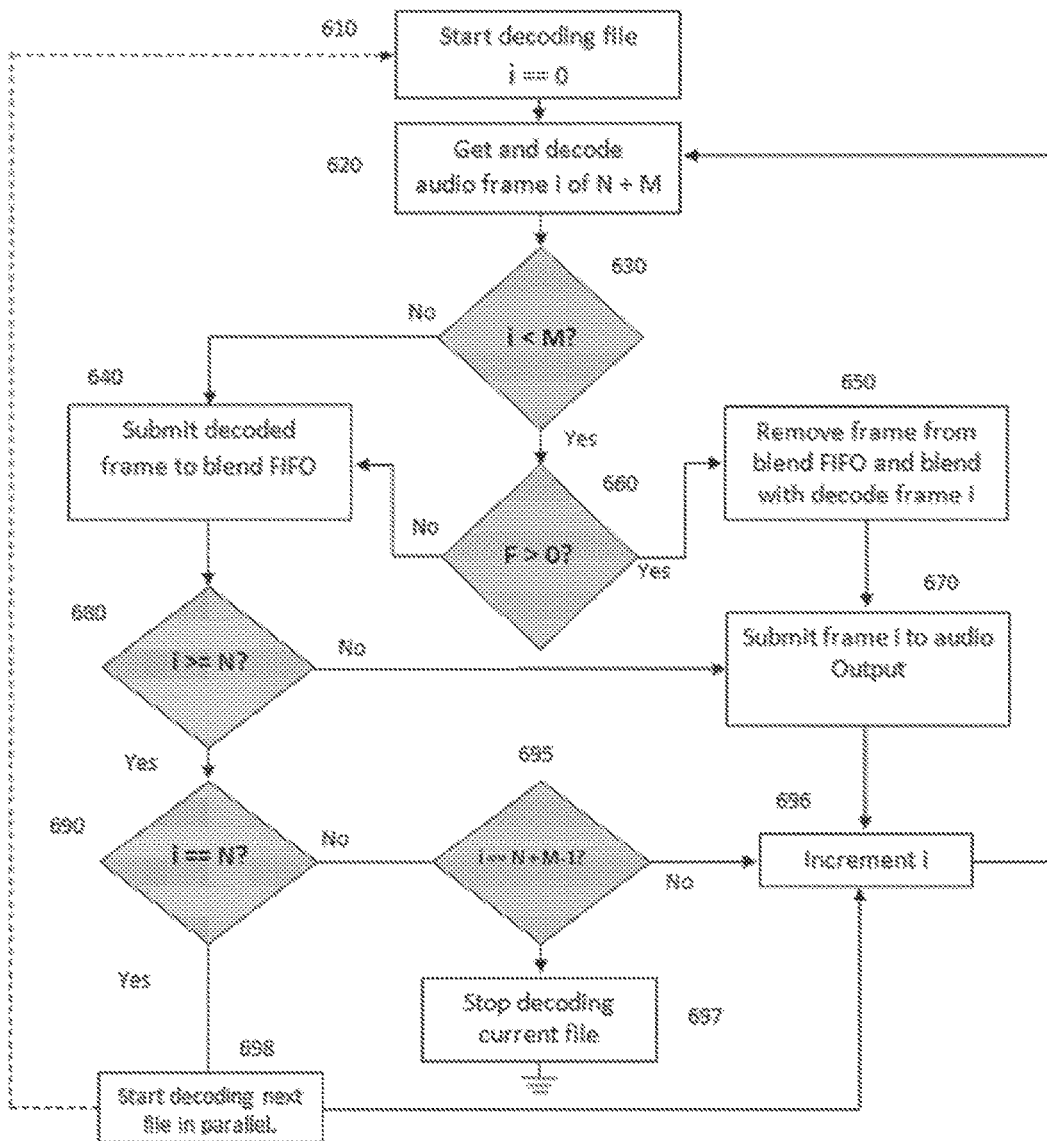 610
Start decoding file
i == 0
620
Get and decode
audio frame i of N + M
630
i < M?
No
Yes
640
Submit decoded
frame to blend FIFO
650
Remove frame from
blend FIFO and blend
with decode frame i
660
F > 0?
No
Yes
670
Submit frame i to audio
Output
680
i >= N?
No
Yes
690
i == N?
No
Yes
695
i == N + M-1?
No
696
Increment i
Stop decoding
current file
697
698
Start decoding next
file in parallel.